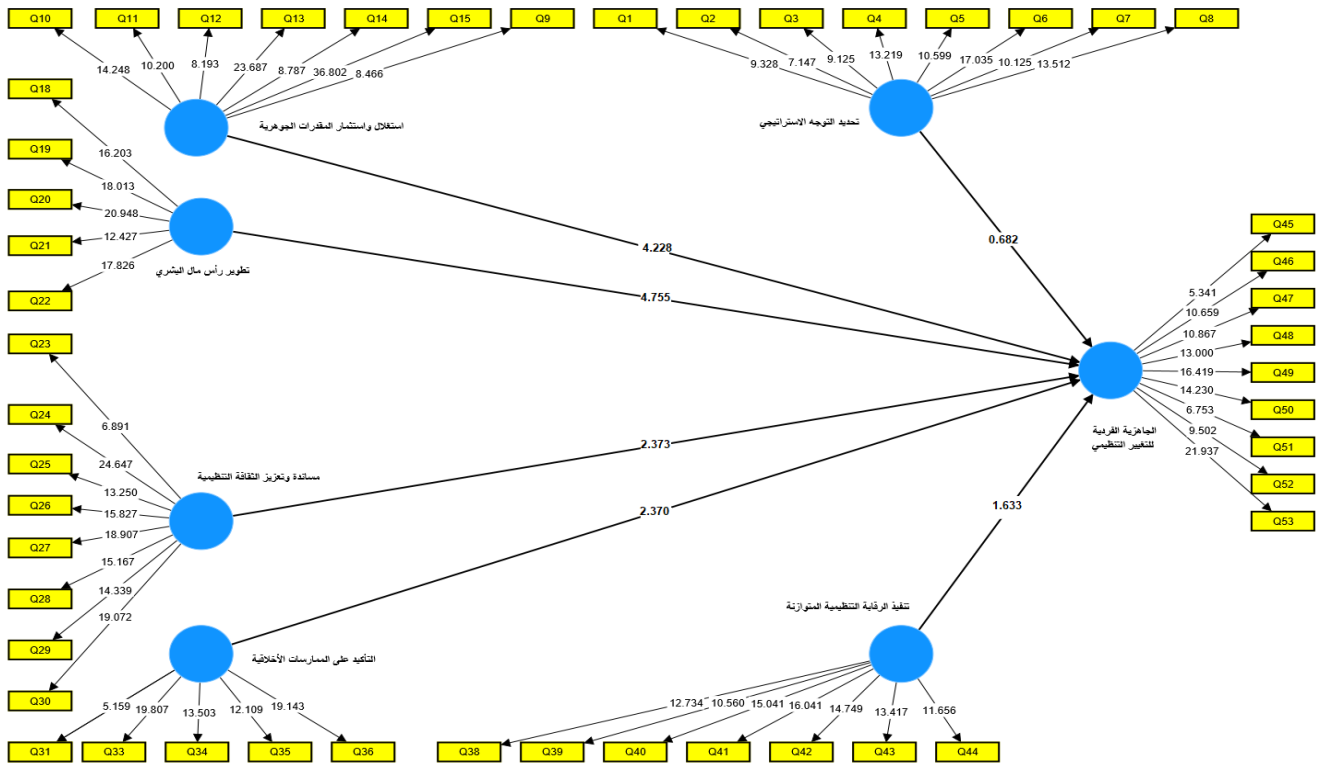 Q10
Q11
Q12
Q13
Q14
Q15
Q9
Q1
Q2
Q3
Q4
Q5
Q6
Q7
Q8
14.248
10.200
8.193
23.687
8.787
36.802
8.466
9.328
7.147
9.125
13.219
10.599
17.035
10.125
13.512
استغلال واستثمار المقدرات الجوهرية
تحديد التوجه الاستراتيجي
Q18
Q19
Q20
Q21
Q22
16.203
18.013
20.948
12.427
17.826
تطوير رأس مال البشري
4.228
4.755
0.682
Q45
Q46
Q47
Q48
Q49
Q50
Q51
Q52
Q53
5.341
10.659
10.867
13.000
16.419
14.230
6.753
9.502
21.937
الجاهزية الفردية
للتغيير التنظيمي
Q23
Q24
Q25
Q26
Q27
Q28
Q29
Q30
6.891
24.647
13.250
15.827
18.907
15.167
14.339
19.072
مساندة وتعزيز الثقافة التنظيمية
2.373
2.370
1.633
التأكيد على الممارسات الأخلاقية
تنفيذ الرقابة التنظيمية المتوازنة
5.159
19.807
13.503
12.109
19.143
12.734
10.560
15.041
16.041
14.749
13.417
11.656
Q31
Q33
Q34
Q35
Q36
Q38
Q39
Q40
Q41
Q42
Q43
Q44